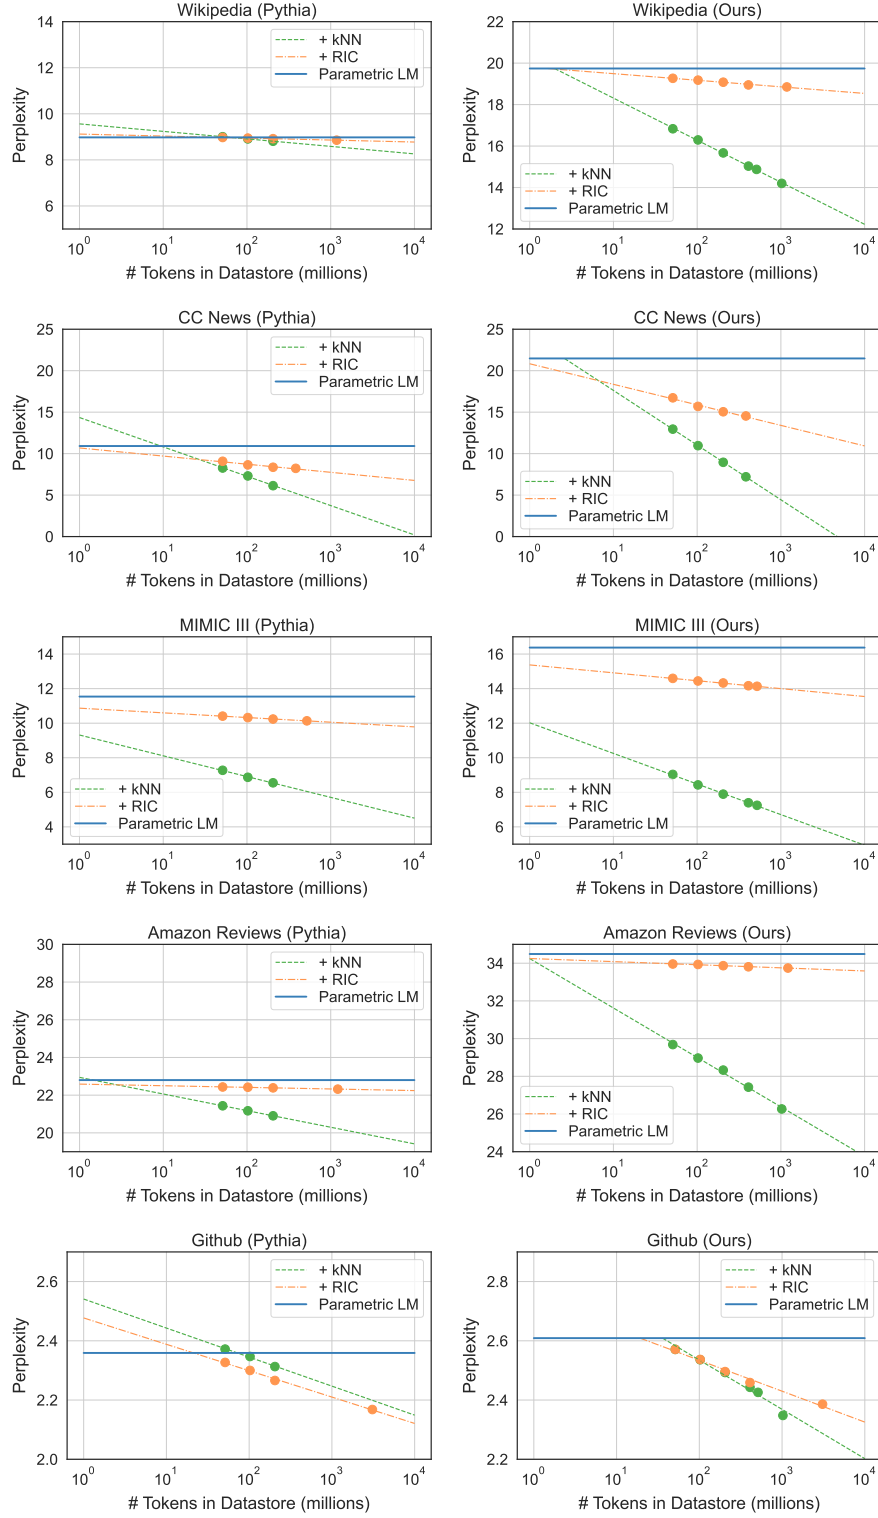 Wikipedia (Pythia)
14
12
10
8
6
Perplexity
+ kNN
+ RIC
Parametric LM
10^0 10^1 10^2 10^3 10^4
# Tokens in Datastore (millions)
Wikipedia (Ours)
20
18
16
14
12
Perplexity
+ kNN
+ RIC
Parametric LM
10^0 10^1 10^2 10^3 10^4
# Tokens in Datastore (millions)
CC News (Pythia)
25
20
15
10
5
0
Perplexity
+ kNN
+ RIC
Parametric LM
10^0 10^1 10^2 10^3 10^4
# Tokens in Datastore (millions)
CC News (Ours)
25
20
15
10
5
0
Perplexity
+ kNN
+ RIC
Parametric LM
10^0 10^1 10^2 10^3 10^4
# Tokens in Datastore (millions)
MIMIC III (Pythia)
14
12
10
8
6
4
Perplexity
+ kNN
+ RIC
Parametric LM
10^0 10^1 10^2 10^3 10^4
# Tokens in Datastore (millions)
MIMIC III (Ours)
16
14
12
10
8
6
Perplexity
+ kNN
+ RIC
Parametric LM
10^0 10^1 10^2 10^3 10^4
# Tokens in Datastore (millions)
Amazon Reviews (Pythia)
30
28
26
24
22
20
Perplexity
+ kNN
+ RIC
Parametric LM
10^0 10^1 10^2 10^3 10^4
# Tokens in Datastore (millions)
Amazon Reviews (Ours)
34
32
30
28
26
24
Perplexity
+ kNN
+ RIC
Parametric LM
10^0 10^1 10^2 10^3 10^4
# Tokens in Datastore (millions)
Github (Pythia)
2.6
2.4
2.2
2.0
Perplexity
+ kNN
+ RIC
Parametric LM
10^0 10^1 10^2 10^3 10^4
# Tokens in Datastore (millions)
Github (Ours)
2.8
2.6
2.4
2.2
Perplexity
+ kNN
+ RIC
Parametric LM
10^0 10^1 10^2 10^3 10^4
# Tokens in Datastore (millions)